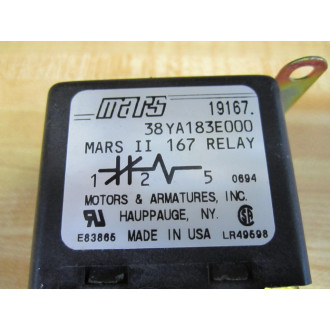 mars 19167.
38YA183E000
MARS II 167 RELAY
1 2 5 0694
MOTORS & ARMATURES, INC.
HAUPPAUGE, NY.
E83865 MADE IN USA LR49598